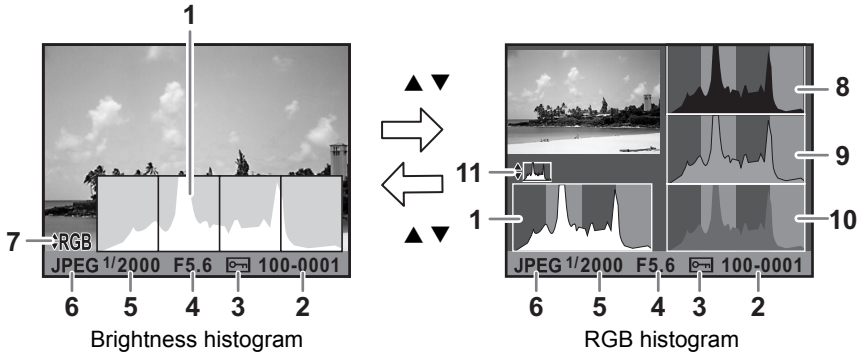 1
▲▼
8
9
11
1
10
▲▼
7
RGB
JPEG 1/2000 F5.6 100-0001
JPEG 1/2000 F5.6 100-0001
6 5 4 3 2
6 5 4 3 2
Brightness histogram
RGB histogram